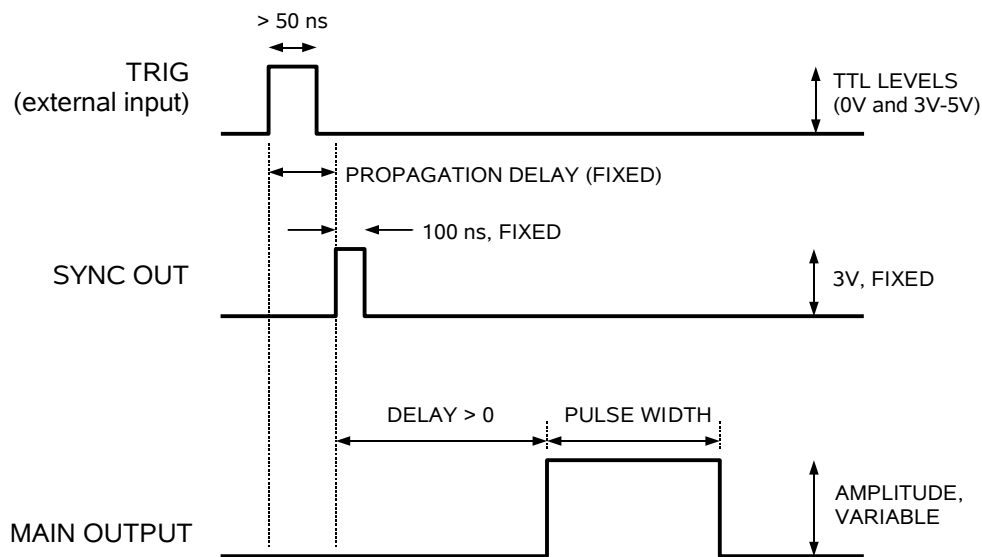 > 50 ns
TRIG
(external input)
TTL LEVELS
(0V and 3V-5V)
PROPAGATION DELAY (FIXED)
100 ns, FIXED
SYNC OUT
3V, FIXED
DELAY > 0
PULSE WIDTH
AMPLITUDE,
VARIABLE
MAIN OUTPUT